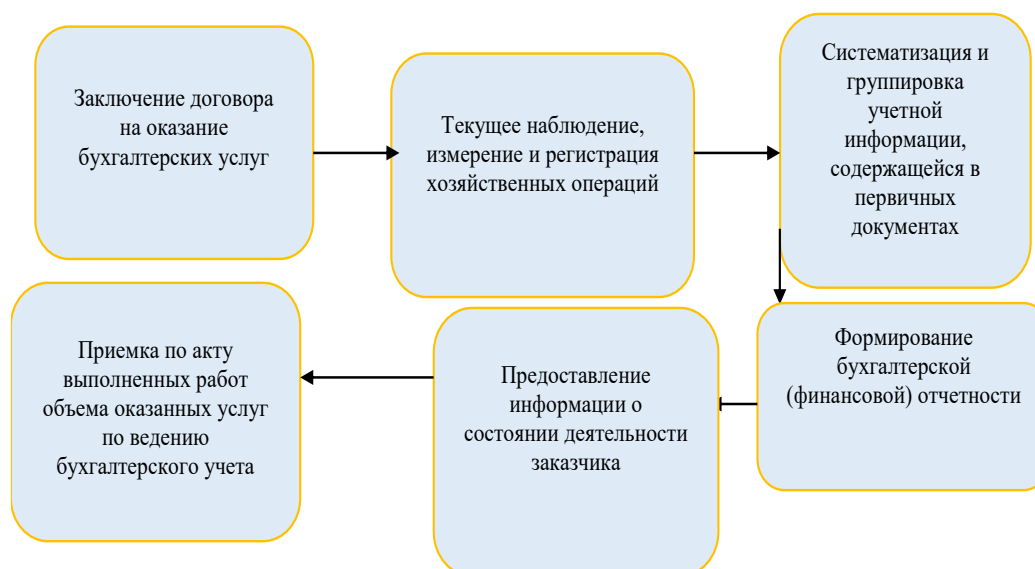 Заключение договора
на оказание
бухгалтерских услуг
Текущее наблюдение,
измерение и регистрация
хозяйственных операций
Систематизация и
группировка
учетной
информации,
содержащейся в
первичных
документах
Формирование
бухгалтерской
(финансовой) отчетности
Предоставление
информации о
состоянии деятельности
заказчика
Приемка по акту
выполненных работ
объема оказанных услуг
по ведению
бухгалтерского учета